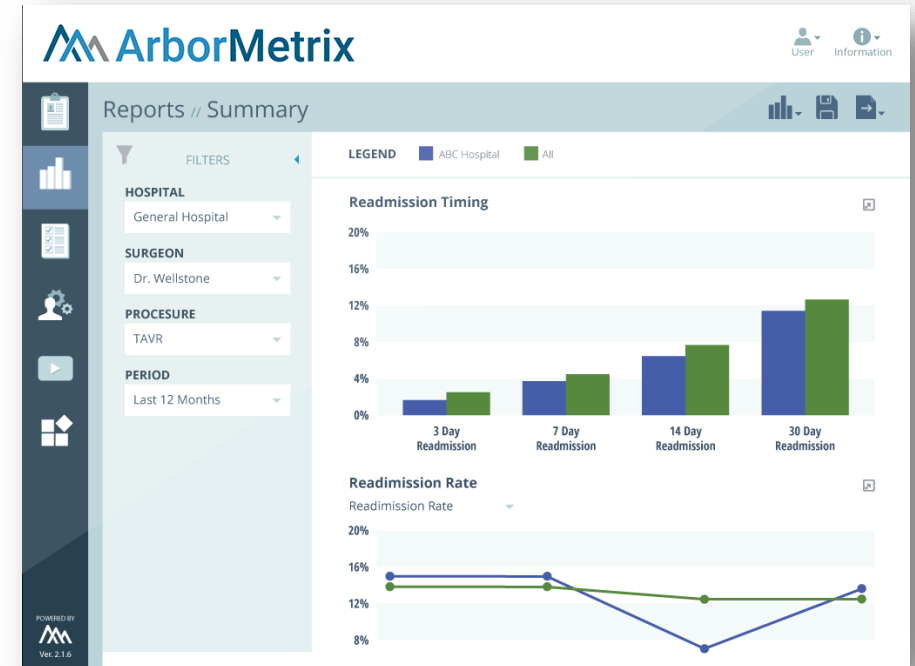 ArborMetrix
User
Information
Reports // Summary
FILTERS
HOSPITAL
General Hospital
SURGEON
Dr. Wellstone
PROCESURE
TAVR
PERIOD
Last 12 Months
LEGEND
ABC Hospital
All
Readmission Timing
20%
16%
12%
8%
4%
0%
3 Day
Readmission
7 Day
Readmission
14 Day
Readmission
30 Day
Readmission
Readimission Rate
Readimission Rate
20%
16%
12%
8%
POWERED BY
Ver. 2.1.6